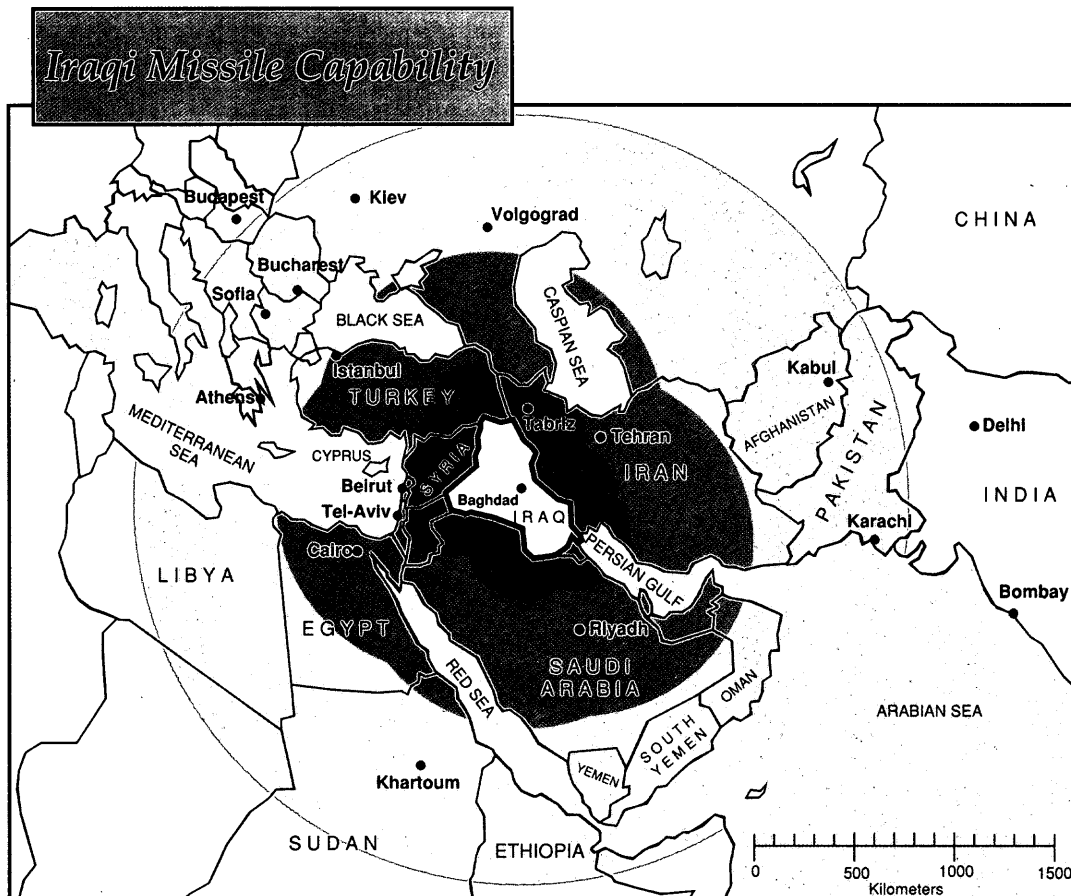 Iraqi Missile Capability
Budapest
Kiev
Volgograd
CHINA
Bucharest
Sofia
BLACK SEA
CASPIAN SEA
Istanbul
TURKEY
Athens
Kabul
Tabriz
Tehran
AFGHANISTAN
Delhi
MEDITERRANEAN
SEA
CYPRUS
SYRIA
IRAN
PAKISTAN
Beirut
Baghdad
IRAQ
INDIA
Tel-Aviv
Karachi
Cairo
PERSIAN GULF
LIBYA
Bombay
EGYPT
Riyadh
RED SEA
SAUDI
ARABIA
OMAN
ARABIAN SEA
SOUTH
YEMEN
YEMEN
Khartoum
SUDAN
ETHIOPIA
0 500 1000 1500
Kilometers